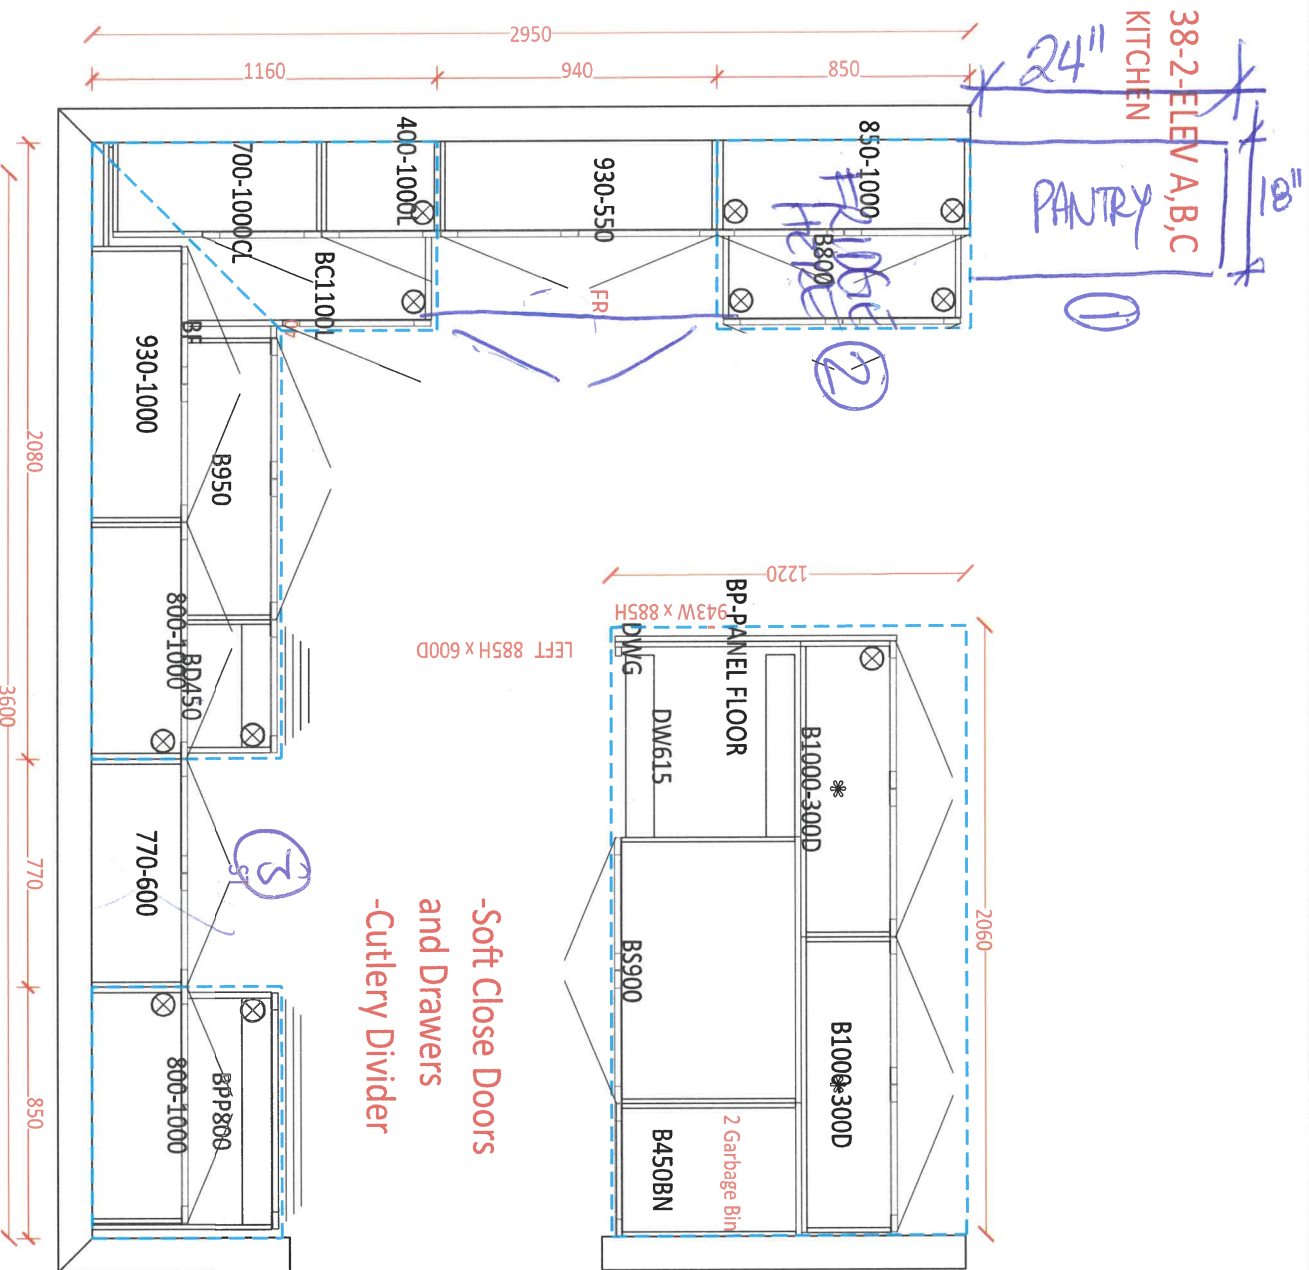 38-2-ELEV A,B,C
KITCHEN
24"
18"
PANTRY
1
2950
1160
940
850
700-1000CL
400-1000L
930-550
850-1000
BC1100L
B800
FRIDGE
HERE
FR
2
2080
3600
770
850
930-1000
B950
800-1000
BD450
770-600
ST
3
800-1000
BPP800
1220
943W x 885H
LEFT 885H x 600D
BP-PANEL FLOOR
DWG
DW615
B1000-300D
2060
BS900
B1000-300D
B450BN
2 Garbage Bin
-Soft Close Doors
and Drawers
-Cutlery Divider